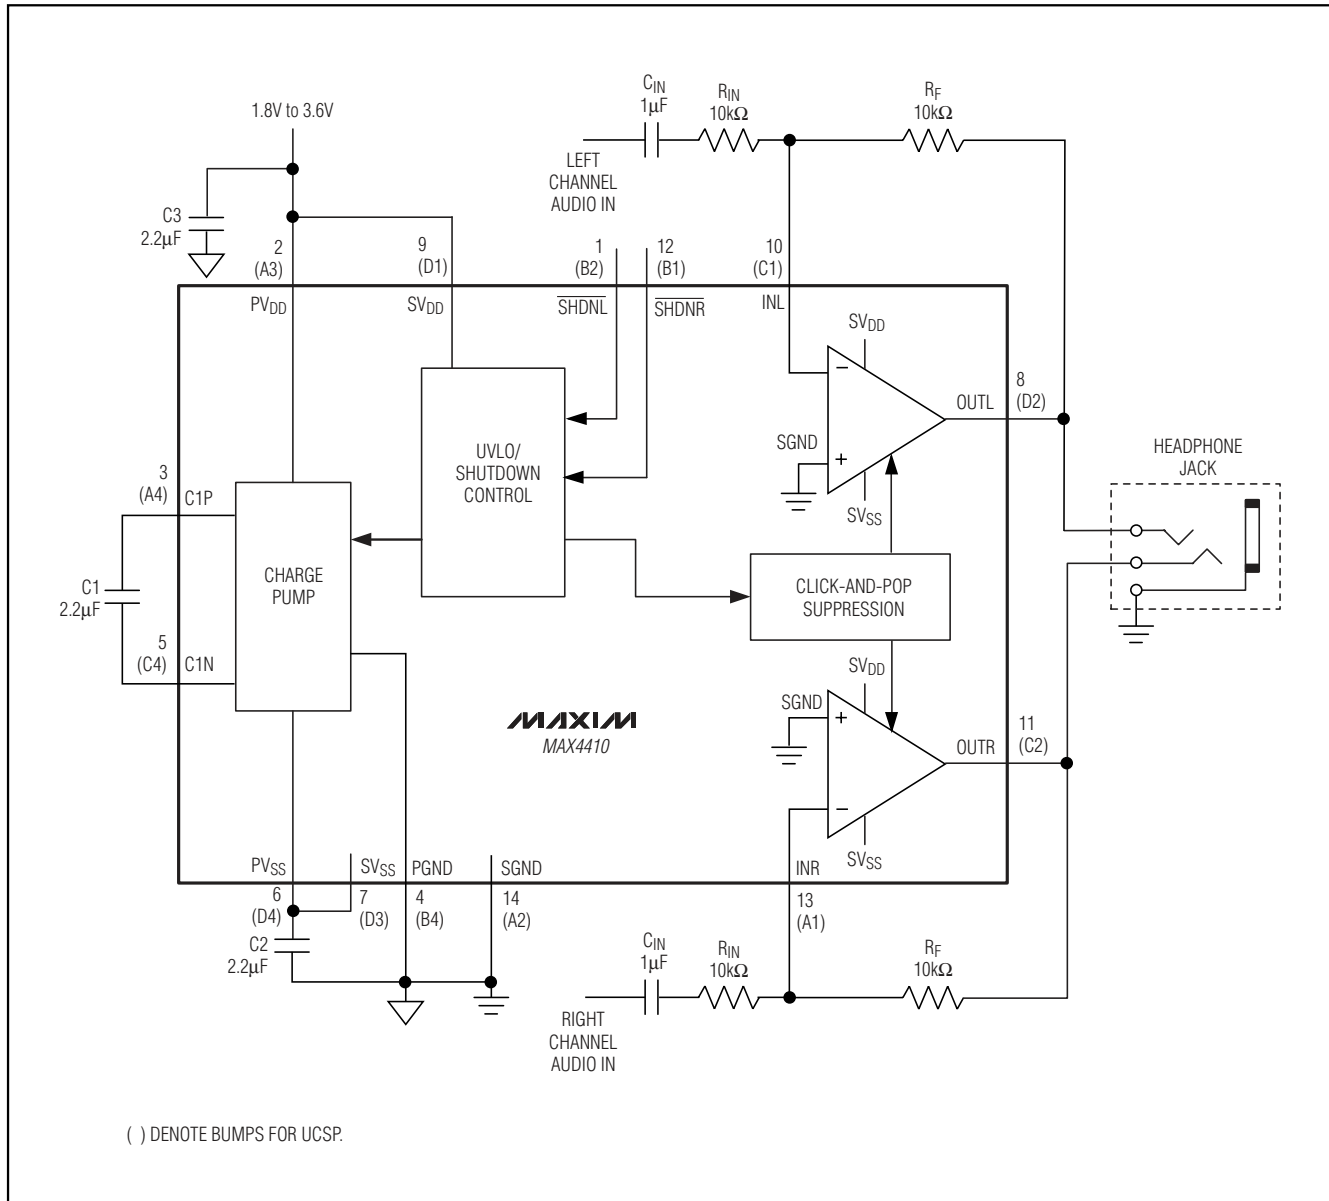 1.8V to 3.6V
CIN
1µF
RIN
10kΩ
RF
10kΩ
LEFT
CHANNEL
AUDIO IN
C3
2.2µF
2
(A3)
9
(D1)
1
(B2)
12
(B1)
10
(C1)
PVDD
SVDD
SHDNL
SHDNR
INL
SVDD
−
8
(D2)
OUTL
SGND
+
SVSS
UVLO/
SHUTDOWN
CONTROL
HEADPHONE
JACK
3
(A4)
C1P
CHARGE
PUMP
C1
2.2µF
5
(C4)
C1N
CLICK-AND-POP
SUPPRESSION
SVDD
SGND
+
MAXIM
MAX4410
11
(C2)
OUTR
−
SVSS
PVSS
SVSS
PGND
SGND
INR
6
(D4)
7
(D3)
4
(B4)
14
(A2)
13
(A1)
C2
2.2µF
CIN
1µF
RIN
10kΩ
RF
10kΩ
RIGHT
CHANNEL
AUDIO IN
( ) DENOTE BUMPS FOR UCSP.